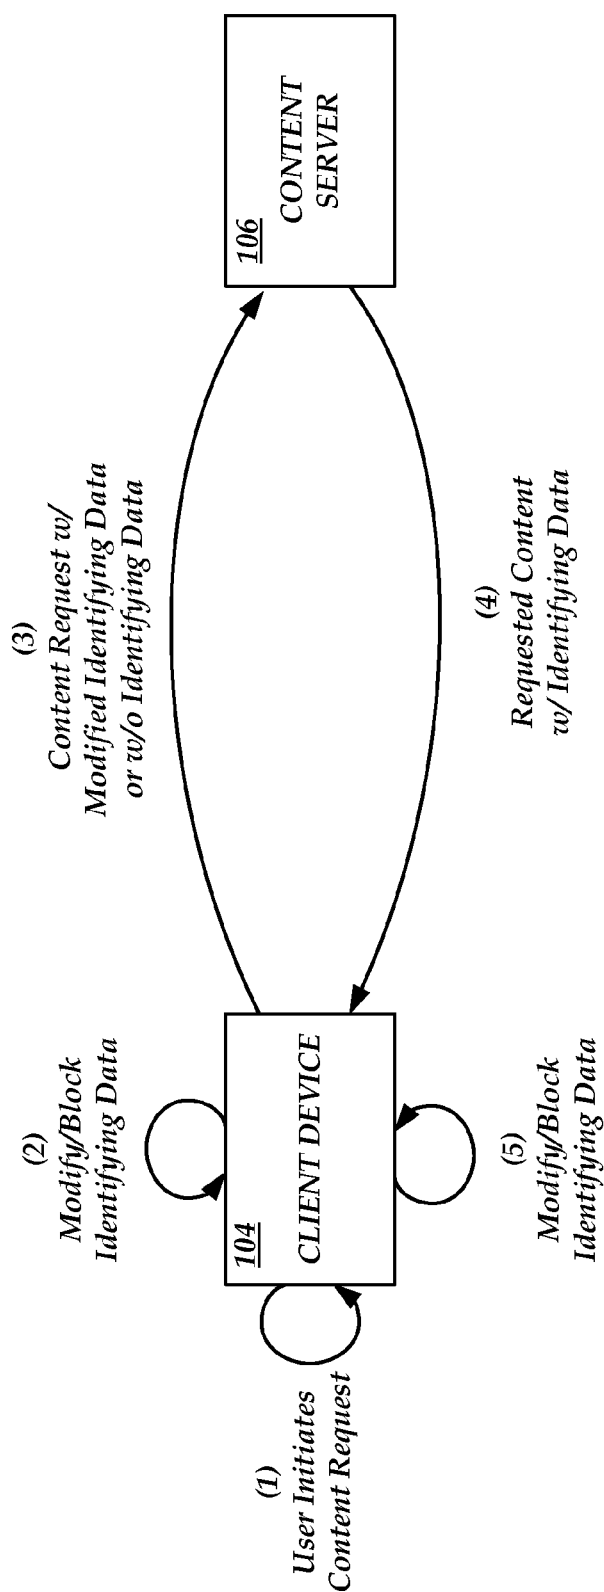 (1)
User Initiates
Content Request
(2)
Modify/Block
Identifying Data
104
CLIENT DEVICE
(5)
Modify/Block
Identifying Data
(3)
Content Request w/
Modified Identifying Data
or w/o Identifying Data
(4)
Requested Content
w/ Identifying Data
106
CONTENT
SERVER